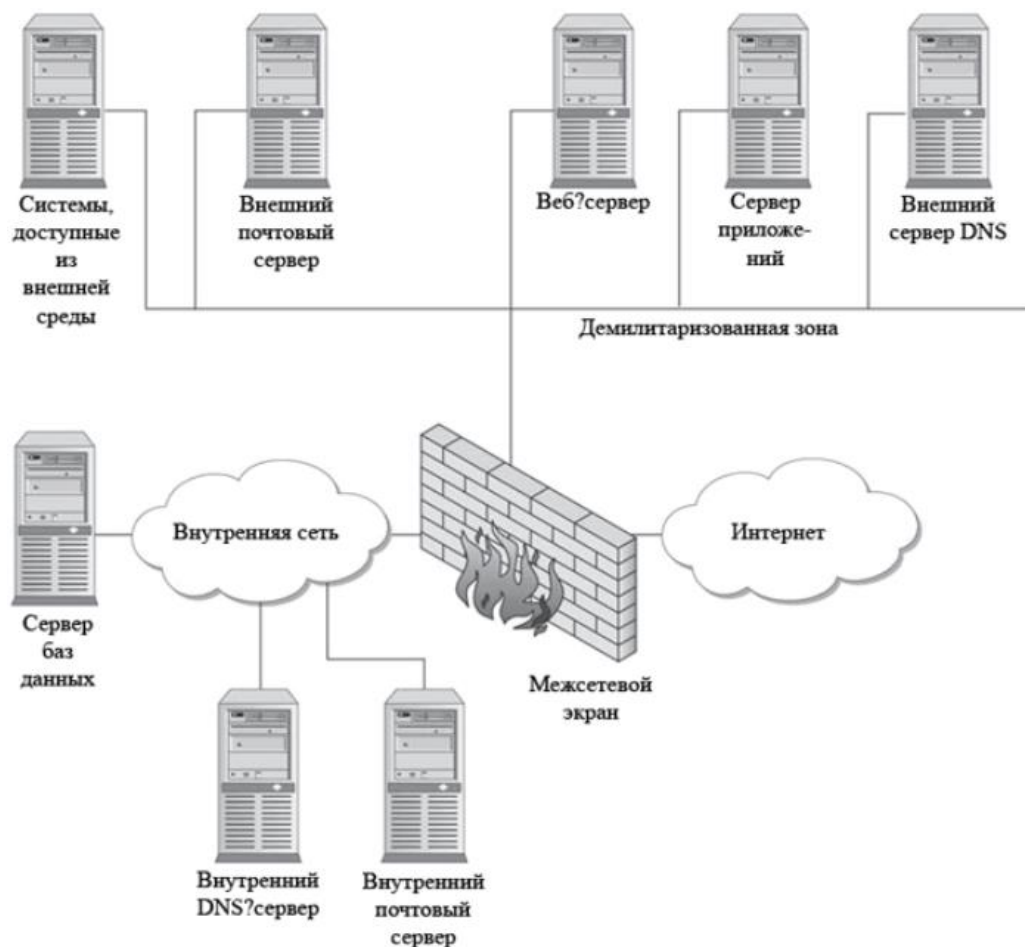 Системы,
доступные
из
внешней
среды
Внешний
почтовый
сервер
Веб?сервер
Сервер
приложе-
ний
Внешний
сервер DNS
Демилитаризованная зона
Сервер
баз
данных
Внутренняя сеть
Интернет
Межсетевой
экран
Внутренний
DNS?сервер
Внутренний
почтовый
сервер